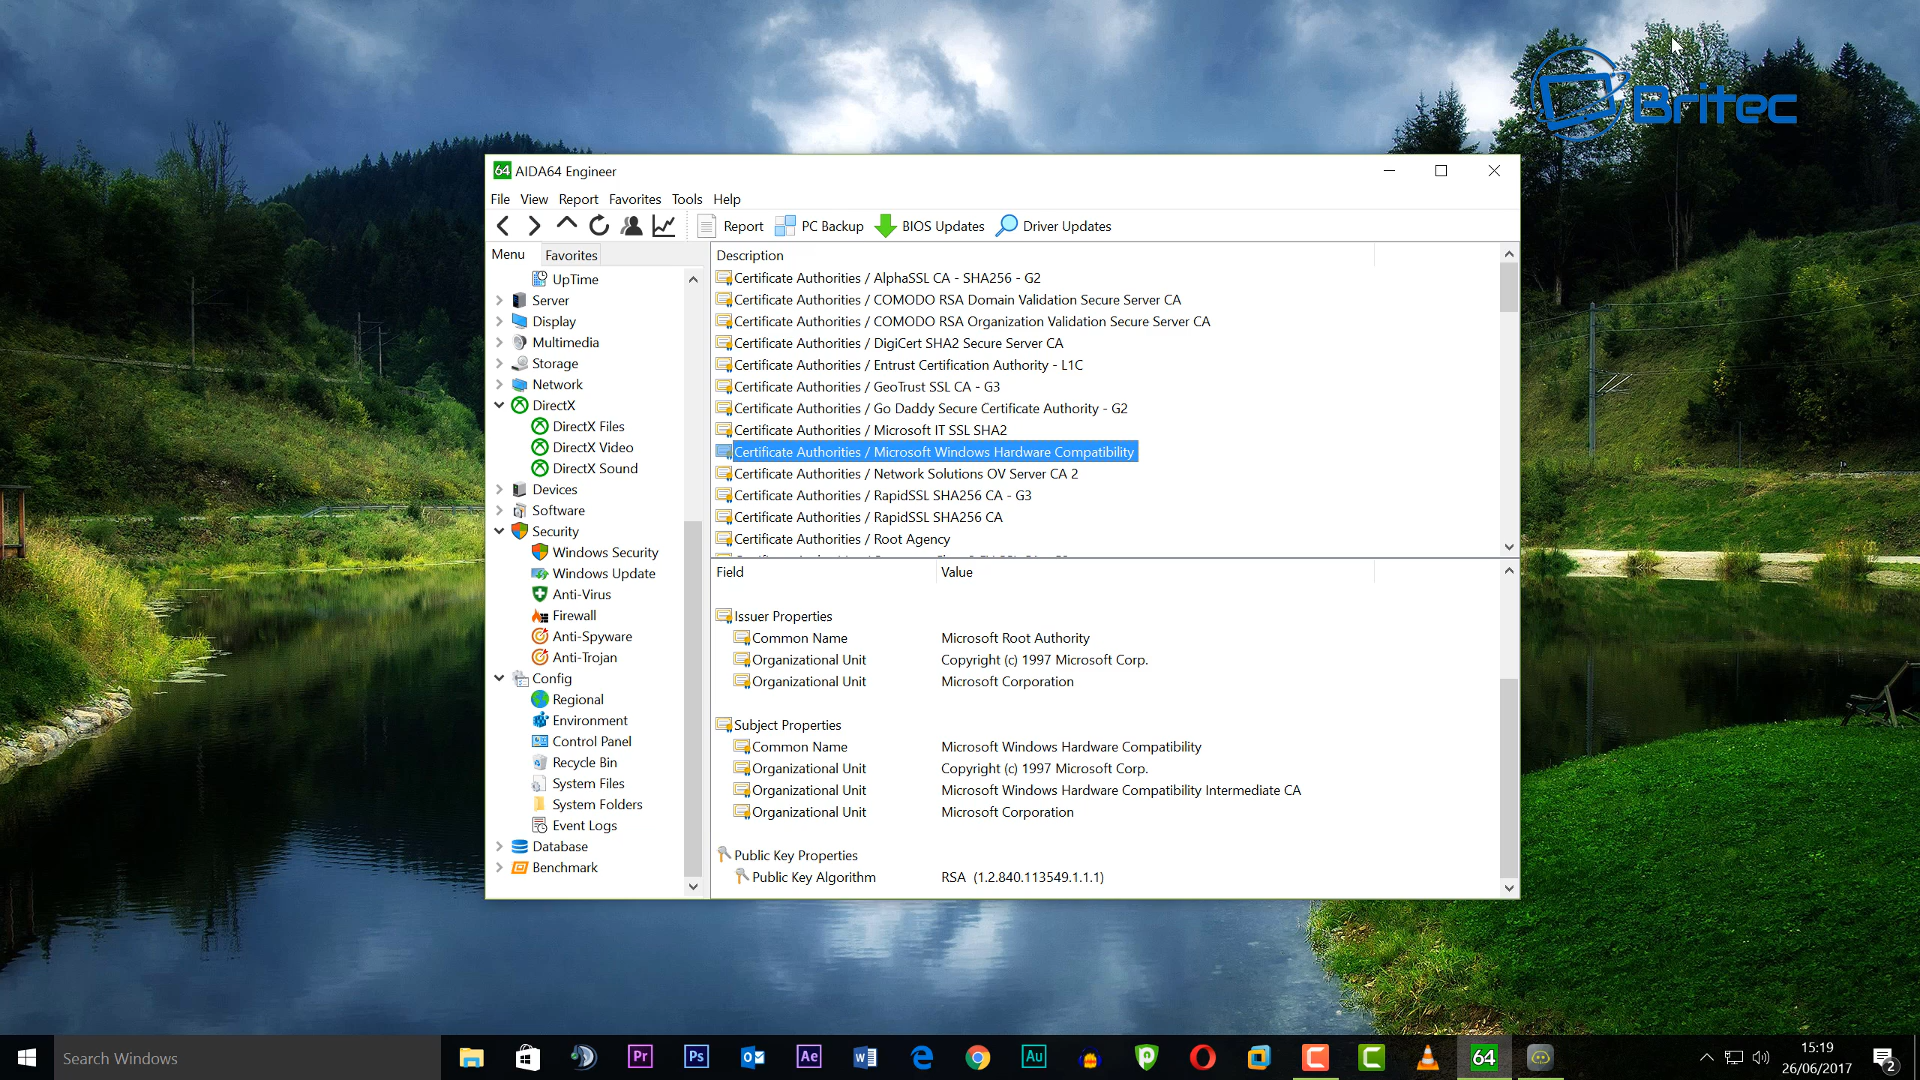 Britec
64 AIDA64 Engineer
File View Report Favorites Tools Help
Report PC Backup BIOS Updates Driver Updates
Menu Favorites
UpTime
Server
Display
Multimedia
Storage
Network
DirectX
DirectX Files
DirectX Video
DirectX Sound
Devices
Software
Security
Windows Security
Windows Update
Anti-Virus
Firewall
Anti-Spyware
Anti-Trojan
Config
Regional
Environment
Control Panel
Recycle Bin
System Files
System Folders
Event Logs
Database
Benchmark
Description
Certificate Authorities / AlphaSSL CA - SHA256 - G2
Certificate Authorities / COMODO RSA Domain Validation Secure Server CA
Certificate Authorities / COMODO RSA Organization Validation Secure Server CA
Certificate Authorities / DigiCert SHA2 Secure Server CA
Certificate Authorities / Entrust Certification Authority - L1C
Certificate Authorities / GeoTrust SSL CA - G3
Certificate Authorities / Go Daddy Secure Certificate Authority - G2
Certificate Authorities / Microsoft IT SSL SHA2
Certificate Authorities / Microsoft Windows Hardware Compatibility
Certificate Authorities / Network Solutions OV Server CA 2
Certificate Authorities / RapidSSL SHA256 CA - G3
Certificate Authorities / RapidSSL SHA256 CA
Certificate Authorities / Root Agency
Field Value
Issuer Properties
Common Name Microsoft Root Authority
Organizational Unit Copyright (c) 1997 Microsoft Corp.
Organizational Unit Microsoft Corporation
Subject Properties
Common Name Microsoft Windows Hardware Compatibility
Organizational Unit Copyright (c) 1997 Microsoft Corp.
Organizational Unit Microsoft Windows Hardware Compatibility Intermediate CA
Organizational Unit Microsoft Corporation
Public Key Properties
Public Key Algorithm RSA (1.2.840.113549.1.1.1)
Search Windows
Pr Ps Ae Au 64
15:19
26/06/2017
2